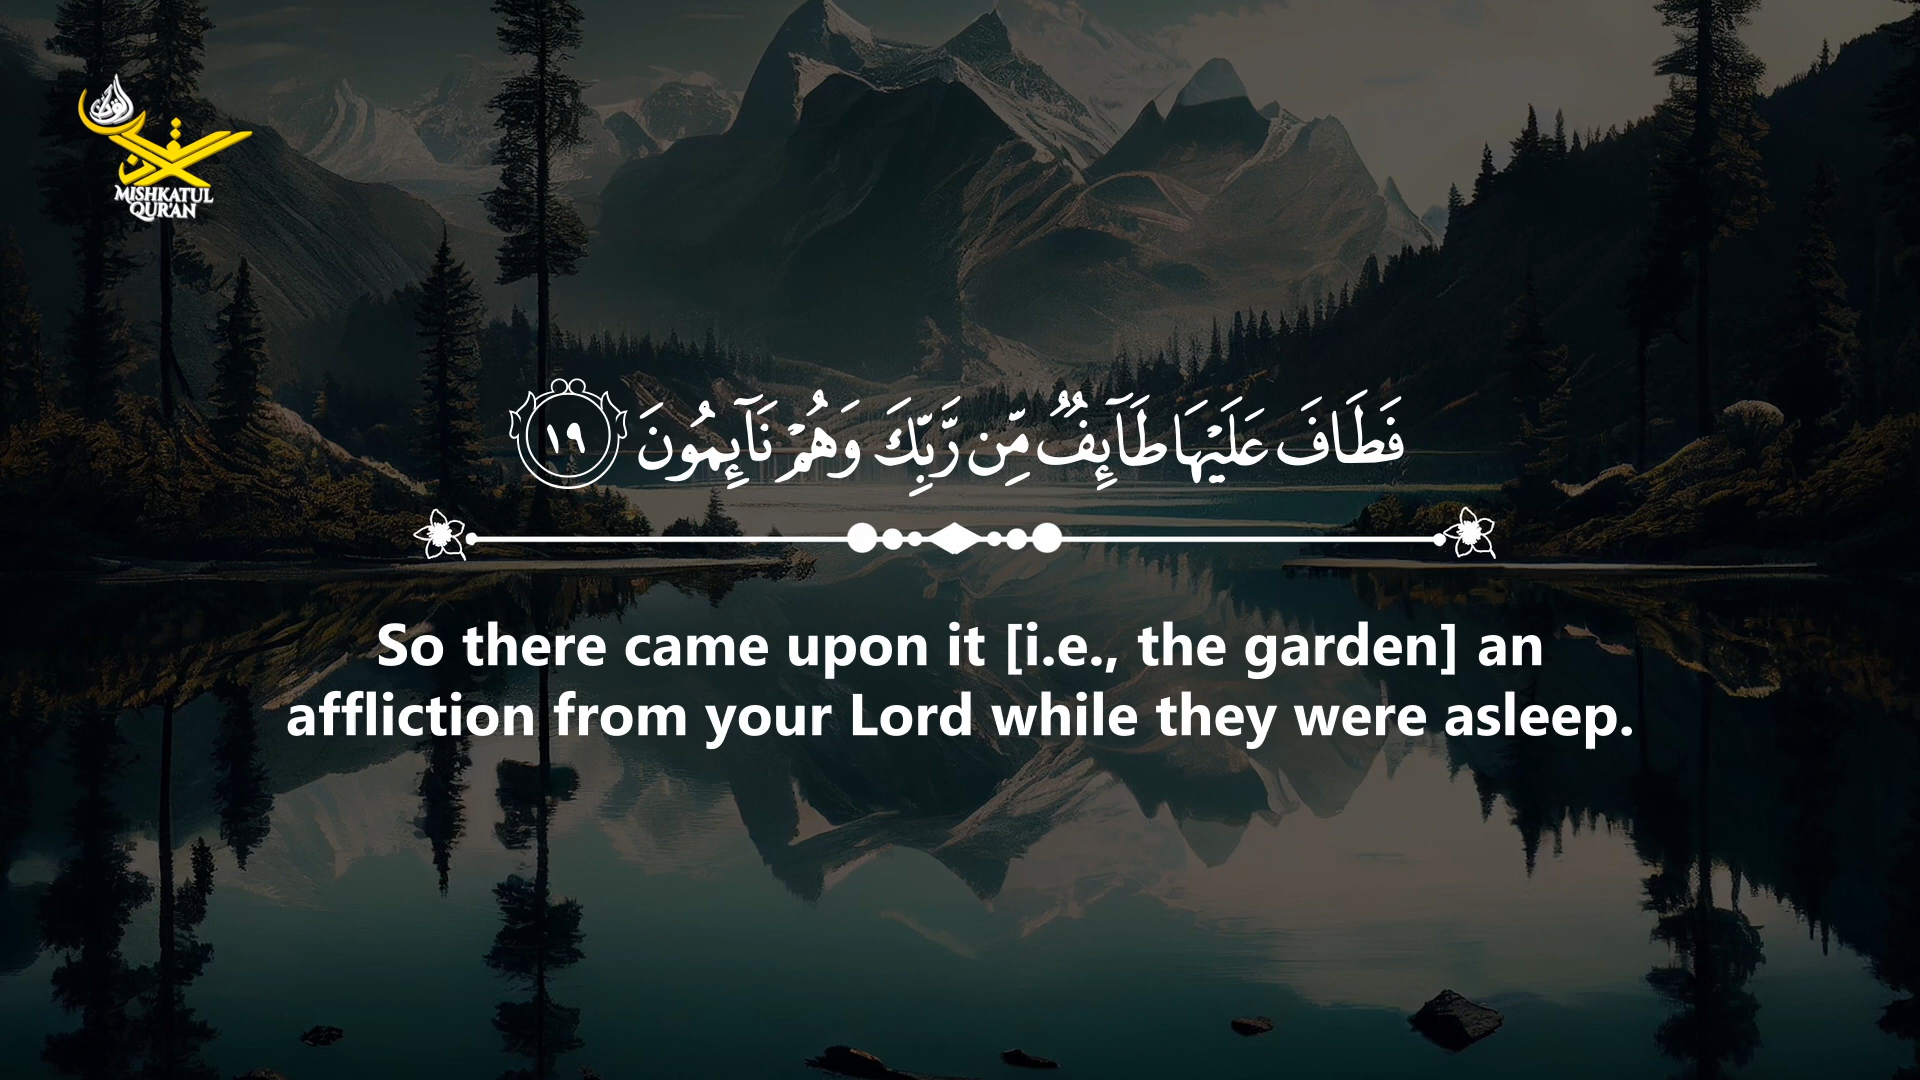 MISHKATUL
QUR'AN
فَطَافَ عَلَيْهَا طَآئِفٌ مِّن رَّبِّكَ وَهُمْ نَآئِمُونَ ١٩
So there came upon it [i.e., the garden] an
affliction from your Lord while they were asleep.